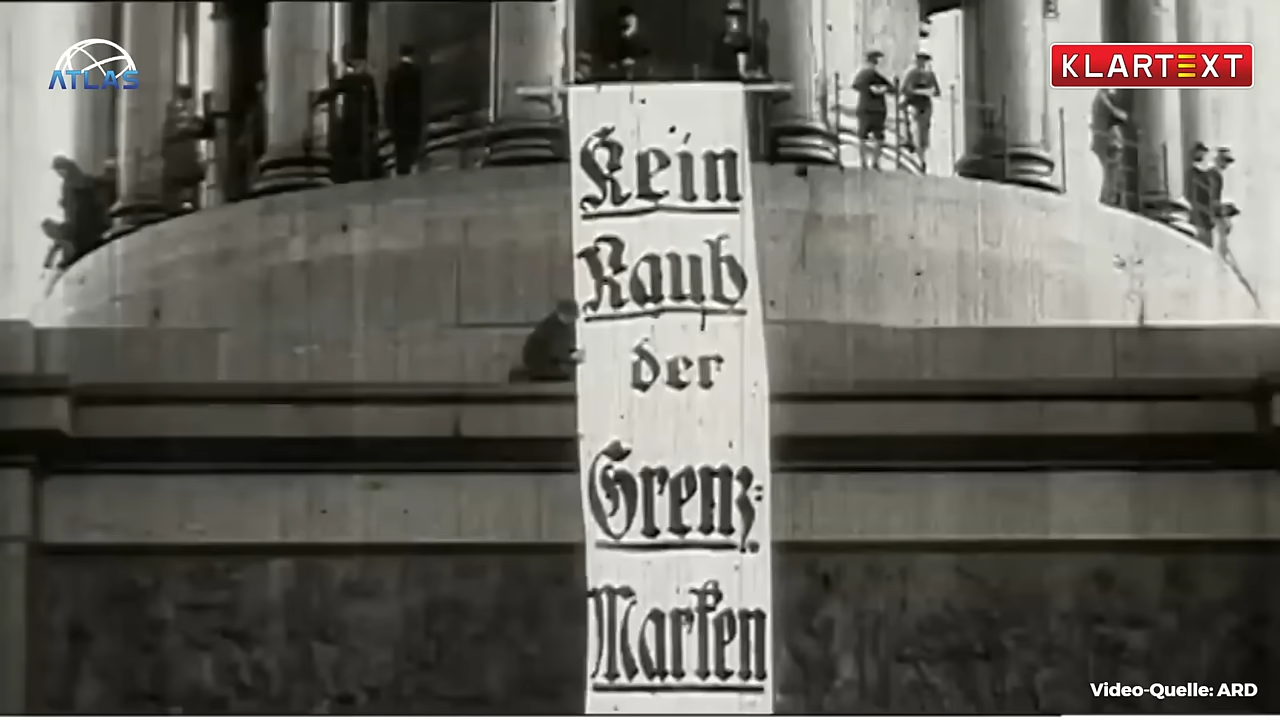 ATLAS
KLARTEXT
Kein
Raub
der
Grenz=
Marken
Video-Quelle: ARD